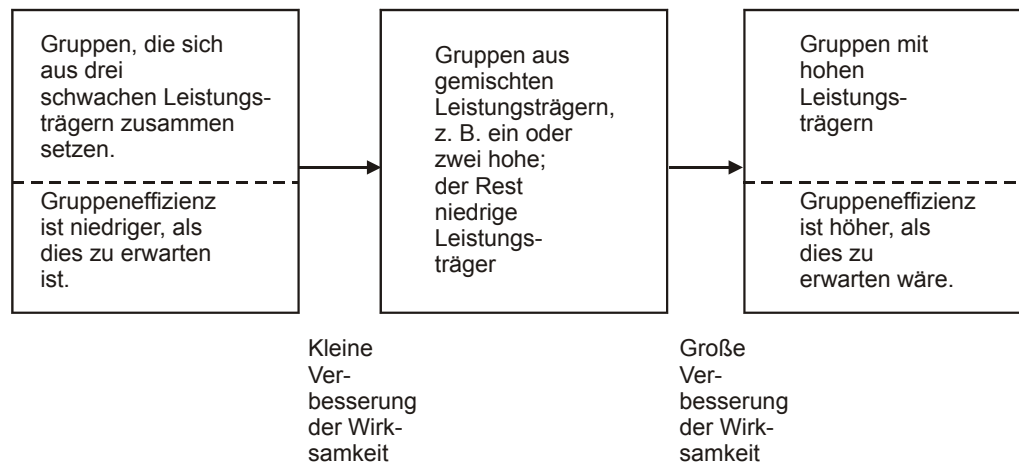 Gruppen, die sich
aus drei
schwachen Leistungs-
trägern zusammen
setzen.
Gruppeneffizienz
ist niedriger, als
dies zu erwarten
ist.
Gruppen aus
gemischten
Leistungsträgern,
z. B. ein oder
zwei hohe;
der Rest
niedrige
Leistungs-
träger
Gruppen mit
hohen
Leistungs-
trägern
Gruppeneffizienz
ist höher, als
dies zu
erwarten wäre.
Kleine
Ver-
besserung
der Wirk-
samkeit
Große
Ver-
besserung
der Wirk-
samkeit